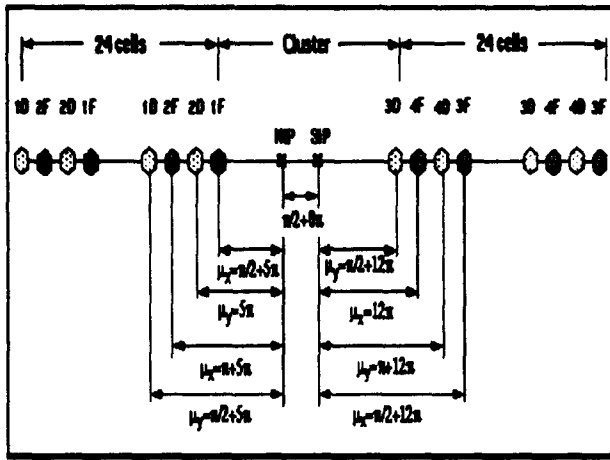 24 cells Cluster 24 cells
1D 2F 2D 1F 1D 2F 2D 1F 3D 4F 4D 3F 3D 4F 4D 3F
NIP SIP
π/2+8π
μx=π/2+5π μy=π/2+12π
μy=5π μx=12π
μx=π+5π μy=π+12π
μy=π/2+5π μx=π/2+12π